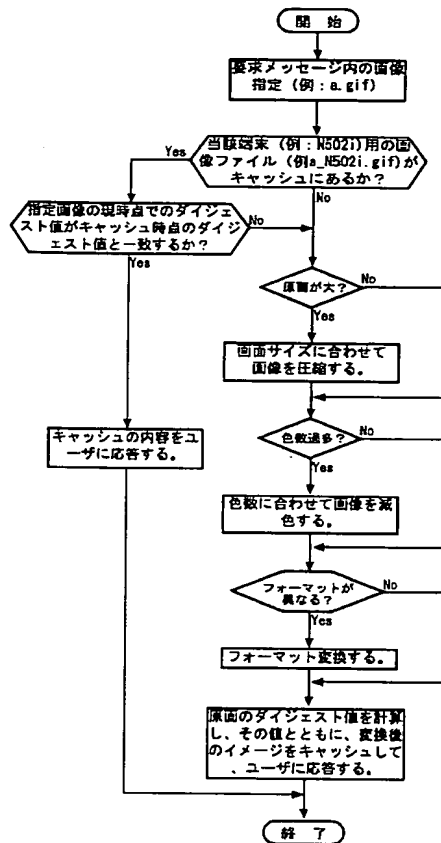 開 始
要求メッセージ内の画像
指定(例:a.gif)
当該端末(例:N502i)用の画
像ファイル(例a_N502i.gif)が
キャッシュにあるか?
Yes
No
指定画像の現時点でのダイジェ
スト値がキャッシュ時点のダイジ
ェスト値と一致するか?
No
Yes
原画が大?
No
Yes
画面サイズに合わせて
画像を圧縮する。
キャッシュの内容をユ
ーザに応答する。
色数過多?
No
Yes
色数に合わせて画像を減
色する。
フォーマットが
異なる?
No
Yes
フォーマット変換する。
原画のダイジェスト値を計算
し、その値とともに、変換後
のイメージをキャッシュして
、ユーザに応答する。
終 了